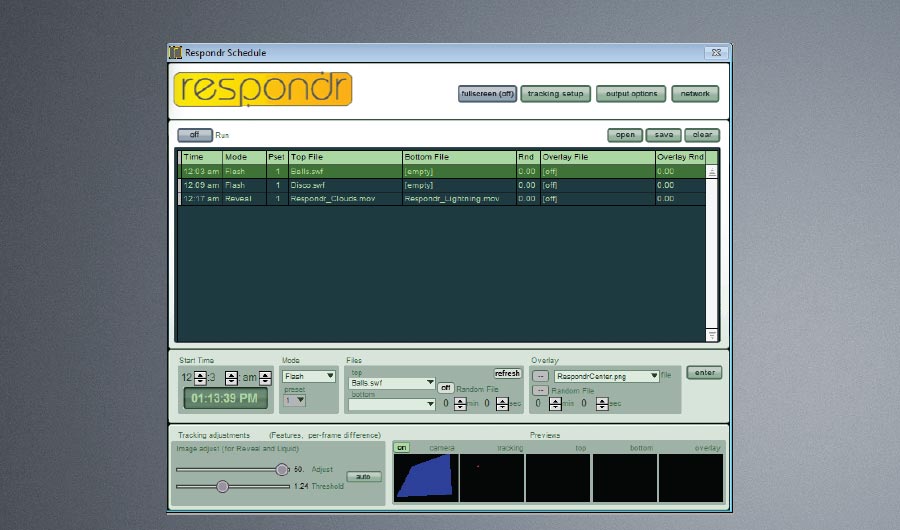 Respondr Schedule
respondr
fullscreen (off) tracking setup output options network
off Run open save clear
Time Mode Pset Top File Bottom File Rnd Overlay File Overlay Rnd
12:03 am Flash 1 Balls.swf [empty] 0.00 [off] 0.00
12:09 am Flash 1 Disco.swf [empty] 0.00 [off] 0.00
12:17 am Reveal 1 Respondr_Clouds.mov Respondr_Lightning.mov 0.00 [off] 0.00
Start Time Mode Files Overlay
top refresh
12 :3 : am Flash Balls.swf -- RespondrCenter.png file enter
preset off Random File -- Random File
bottom
01:13:39 PM 1 0 min 0 sec 0 min 0 sec
Tracking adjustments (Features, per-frame difference) Previews
Image adjust (for Reveal and Liquid) on camera tracking top bottom overlay
50. Adjust
auto
1.24 Threshold